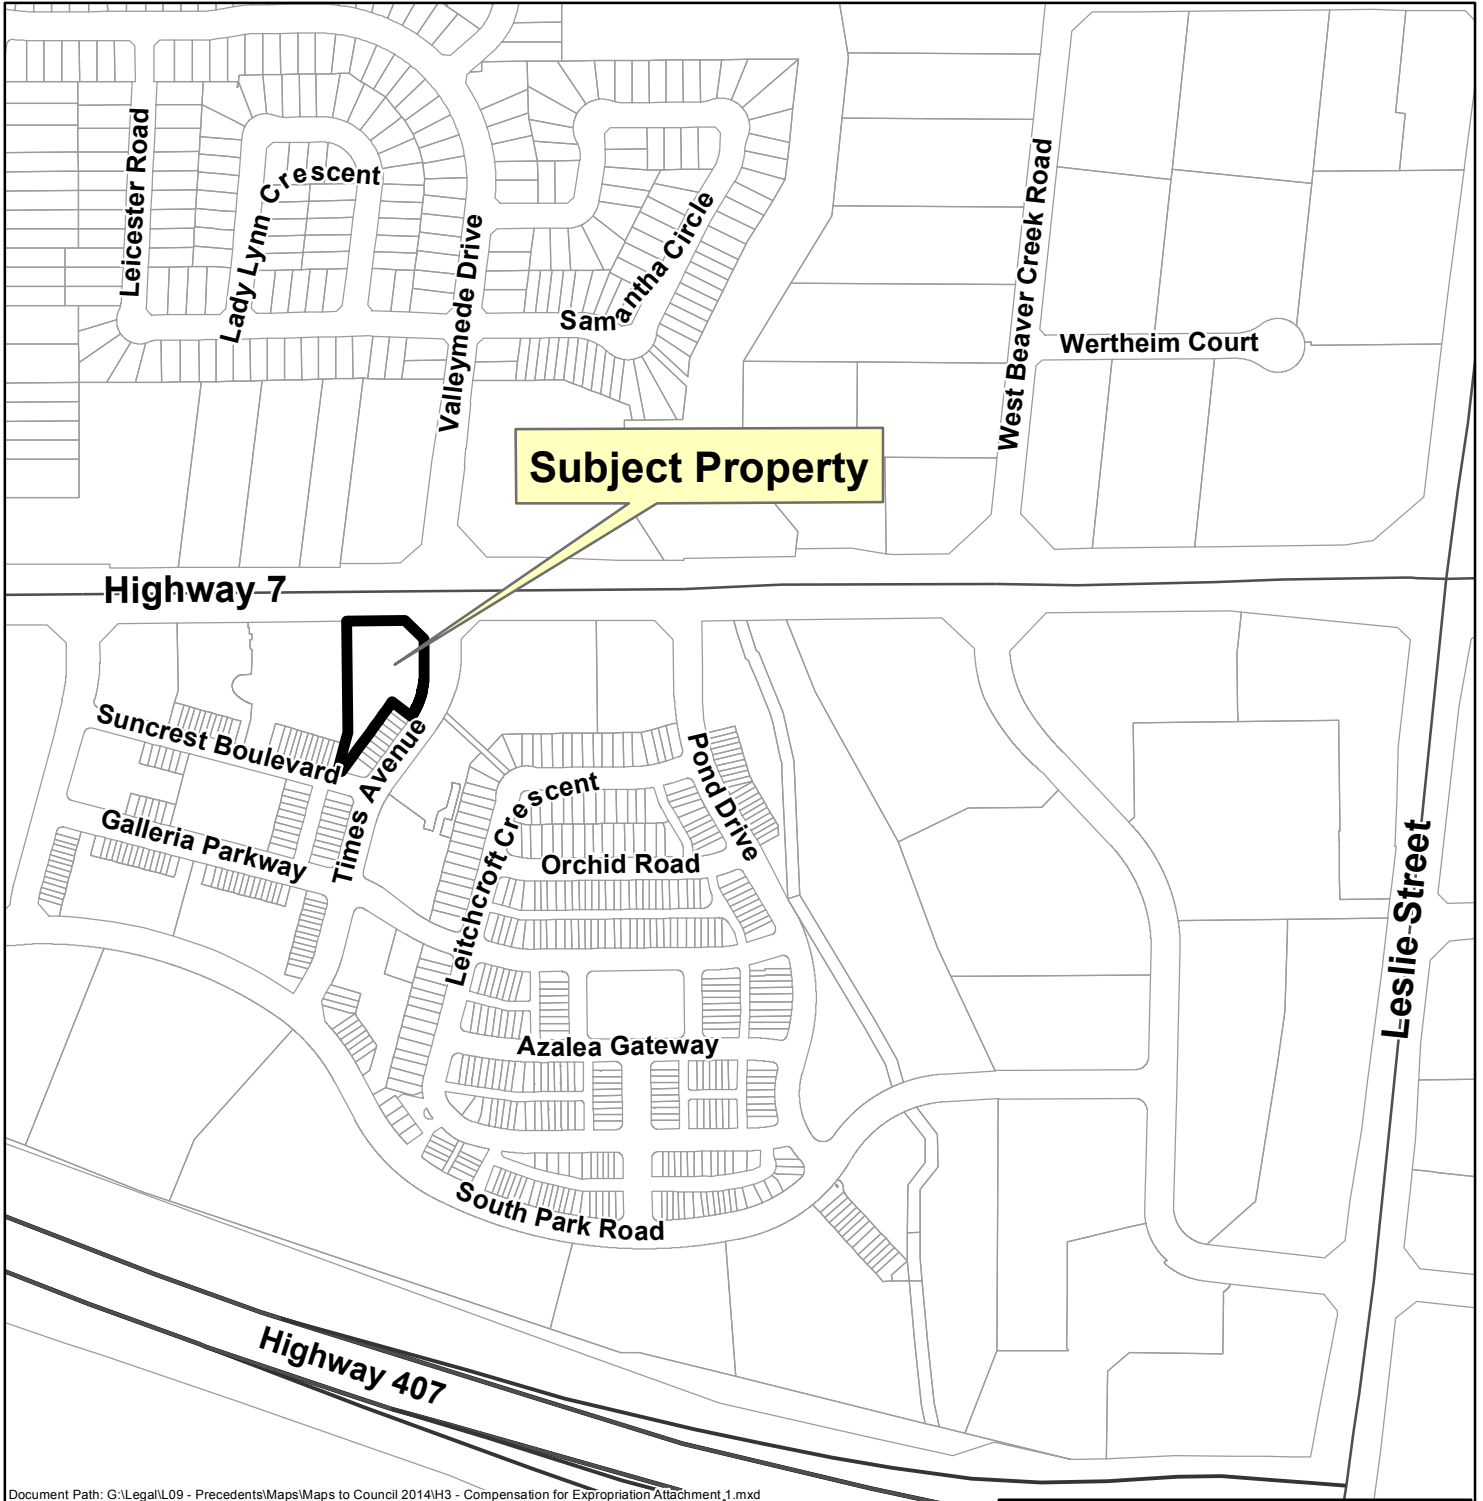 Leicester Road
Lady Lynn Crescent
Valleymede Drive
Samantha Circle
West Beaver Creek Road
Wertheim Court
Subject Property
Highway 7
Suncrest Boulevard
Times Avenue
Galleria Parkway
Leitchcroft Crescent
Pond Drive
Orchid Road
Azalea Gateway
Leslie Street
South Park Road
Highway 407
Document Path: G:\Legal\L09 - Precedents\Maps\Maps to Council 2014\H3 - Compensation for Expropriation Attachment_1.mxd